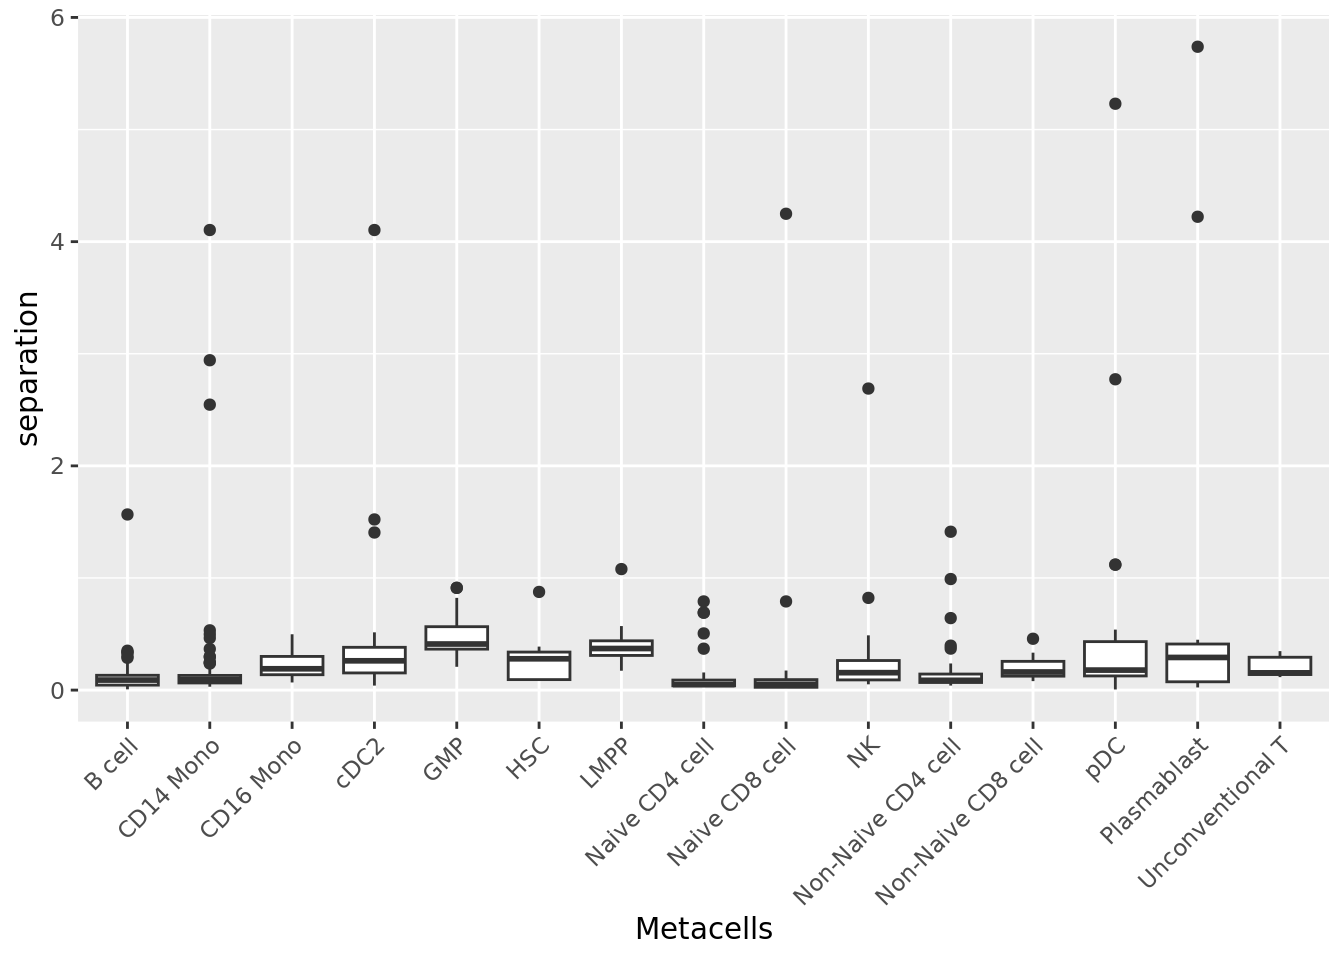 6
4
2
0
separation
B cell
CD14 Mono
CD16 Mono
cDC2
GMP
HSC
LMPP
Naive CD4 cell
Naive CD8 cell
NK
Non-Naive CD4 cell
Non-Naive CD8 cell
pDC
Plasmablast
Unconventional T
Metacells